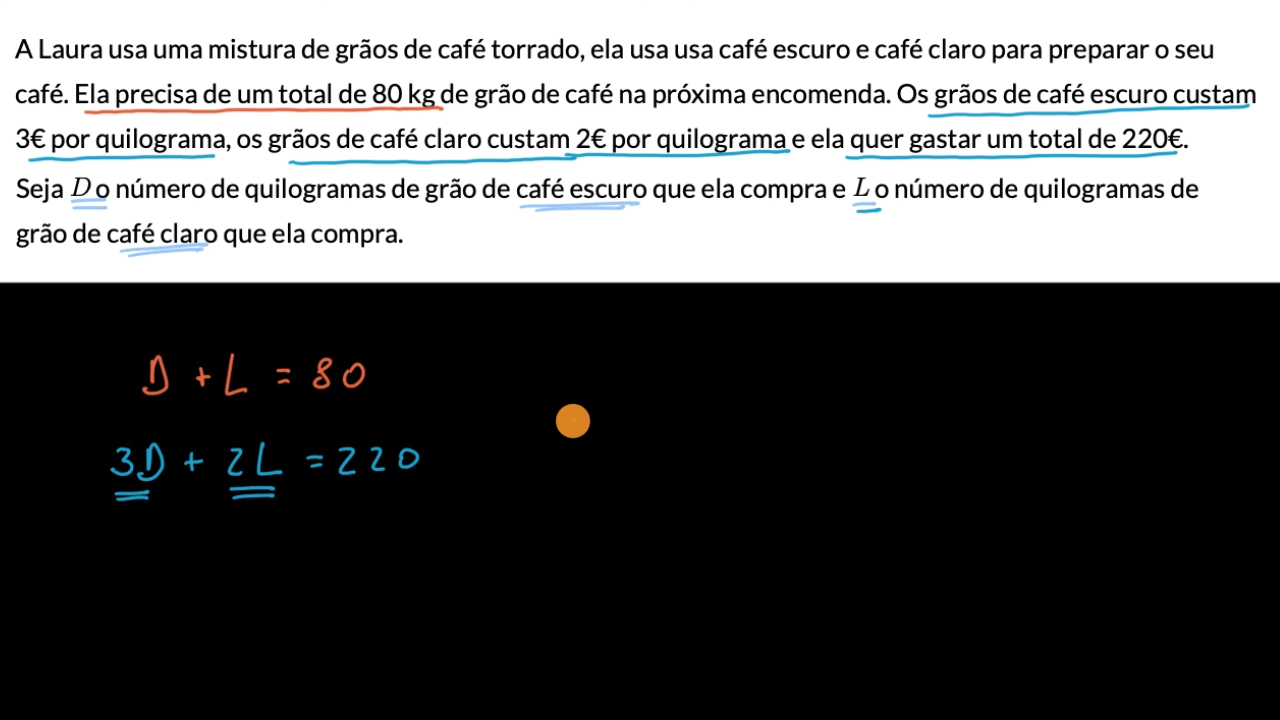 A Laura usa uma mistura de grãos de café torrado, ela usa usa café escuro e café claro para preparar o seu
café. Ela precisa de um total de 80 kg de grão de café na próxima encomenda. Os grãos de café escuro custam
3€ por quilograma, os grãos de café claro custam 2€ por quilograma e ela quer gastar um total de 220€.
Seja D o número de quilogramas de grão de café escuro que ela compra e L o número de quilogramas de
grão de café claro que ela compra.
D + L = 80
3D + 2L = 220